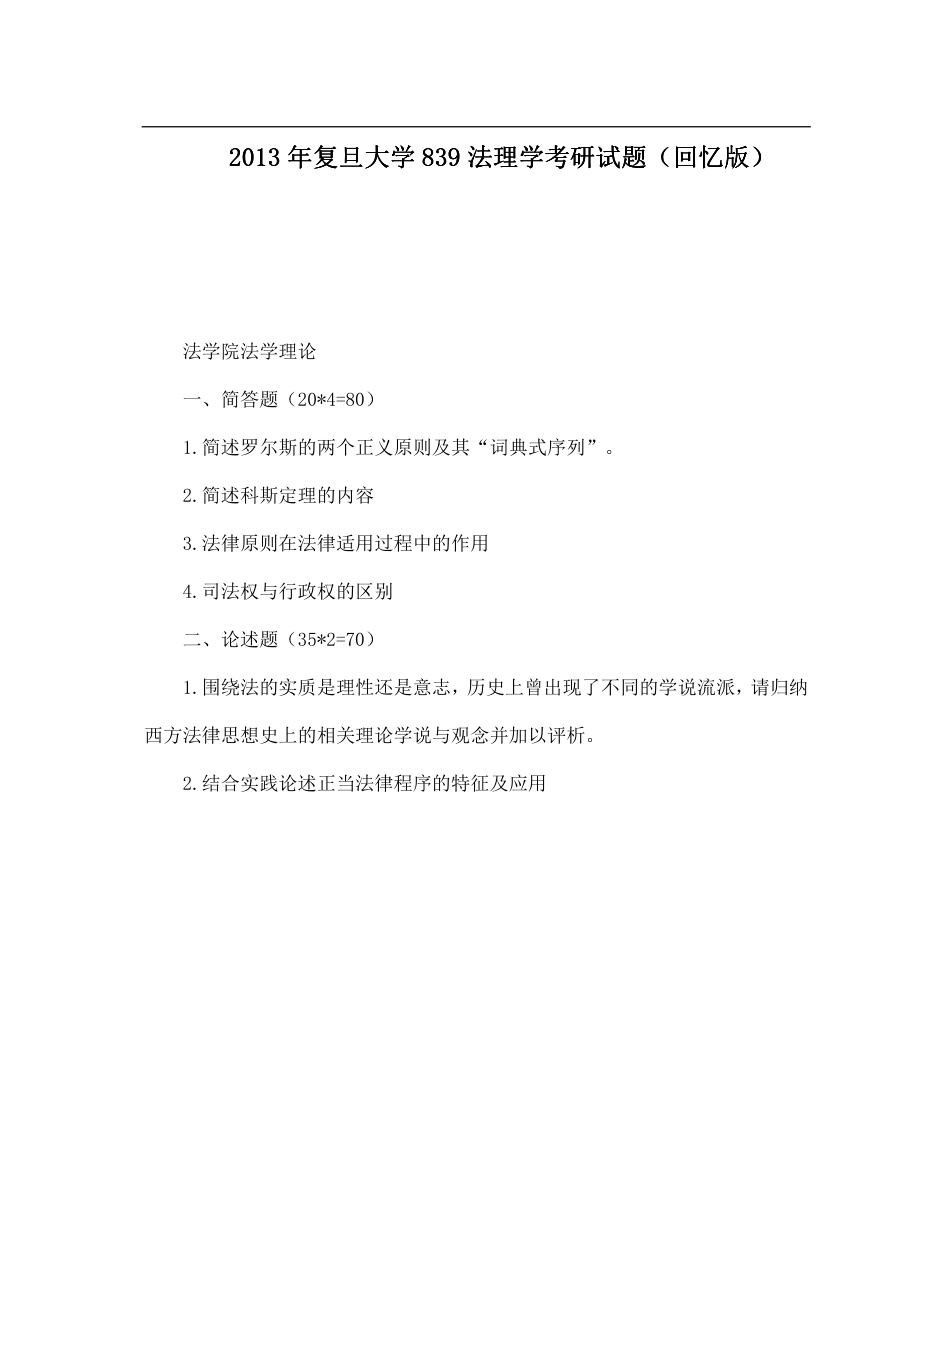 2013 年复旦大学 839 法理学考研试题（回忆版）
法学院法学理论
一、简答题（20*4=80）
1.简述罗尔斯的两个正义原则及其“词典式序列”。
2.简述科斯定理的内容
3.法律原则在法律适用过程中的作用
4.司法权与行政权的区别
二、论述题（35*2=70）
1.围绕法的实质是理性还是意志，历史上曾出现了不同的学说流派，请归纳
西方法律思想史上的相关理论学说与观念并加以评析。
2.结合实践论述正当法律程序的特征及应用